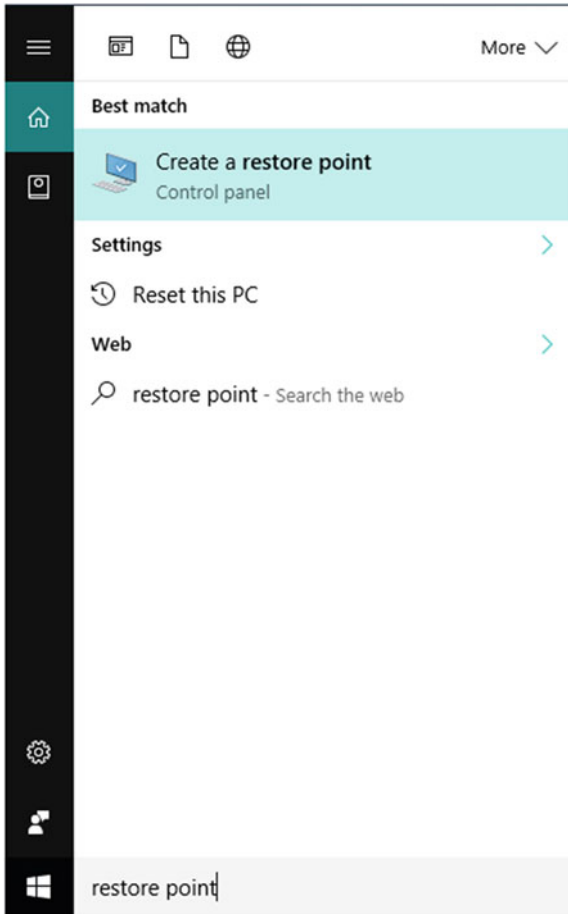 More
Best match
Create a restore point
Control panel
Settings
Reset this PC
Web
restore point - Search the web
restore point